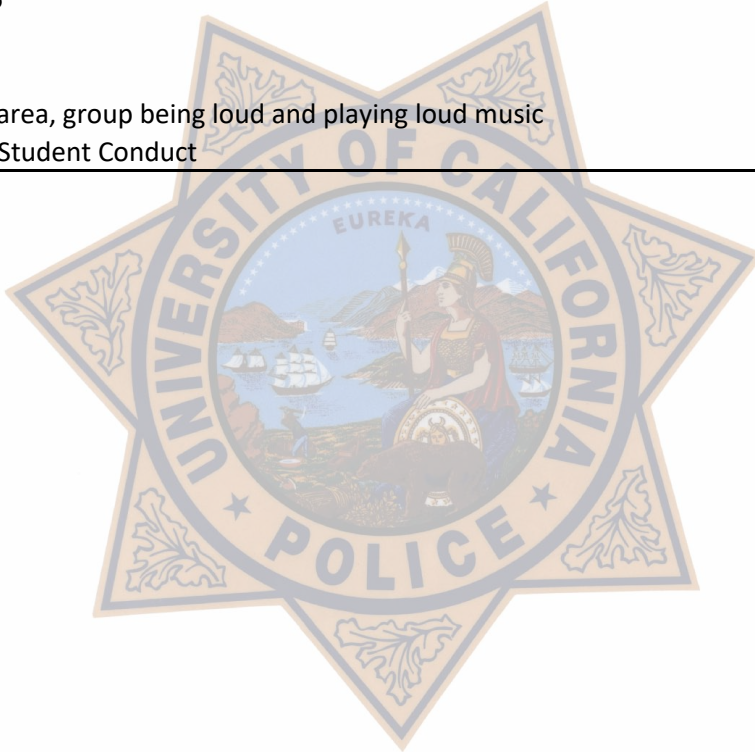 area, group being loud and playing loud music
Student Conduct
EUREKA
UNIVERSITY OF CALIFORNIA
POLICE